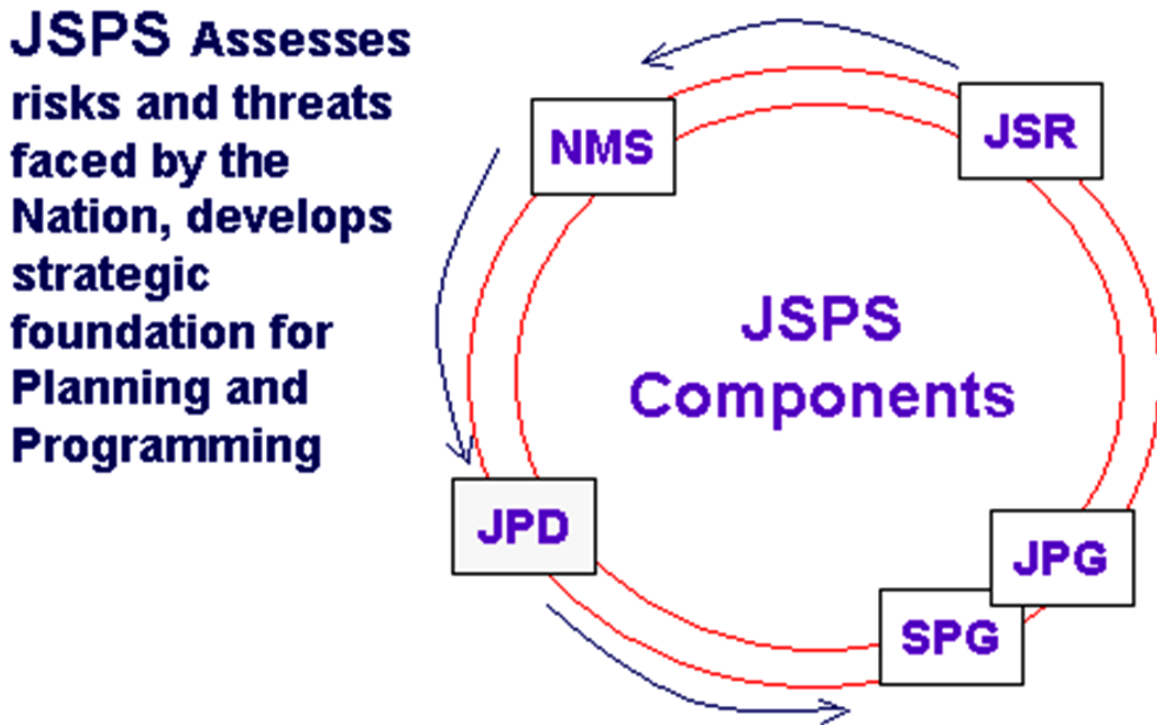 JSPS Assesses
risks and threats
faced by the
Nation, develops
strategic
foundation for
Planning and
Programming
NMS
JSR
JSPS
Components
JPD
JPG
SPG